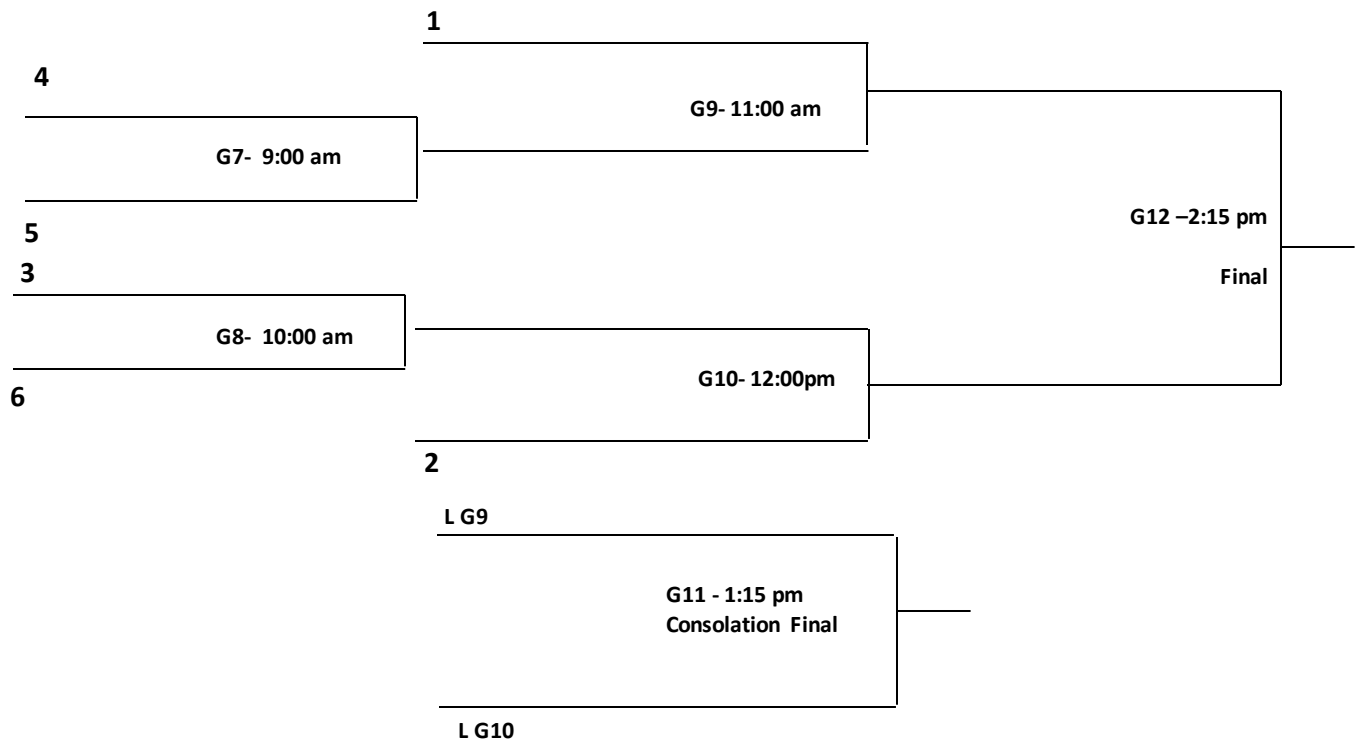 1
4
G9- 11:00 am
G7-  9:00 am
5
G12 –2:15 pm
3
Final
G8-  10:00 am
G10- 12:00pm
6
2
L G9
G11 - 1:15 pm
Consolation  Final
L G10